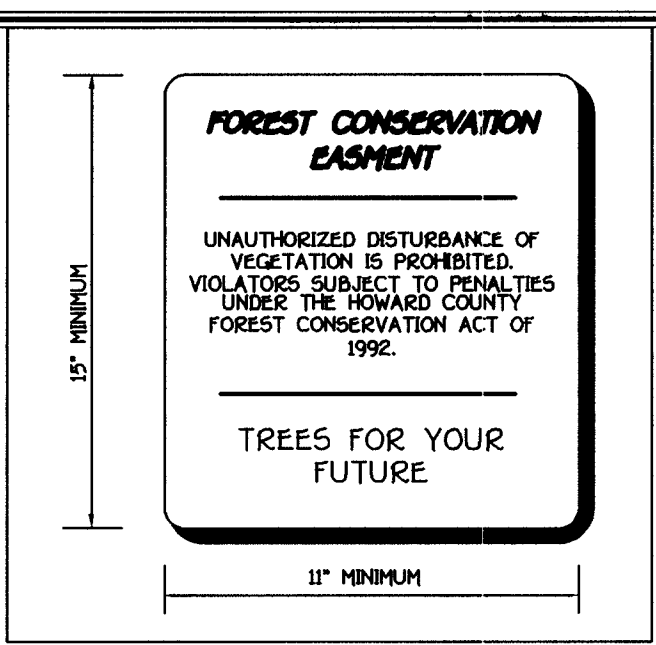 FOREST CONSERVATION
EASMENT
UNAUTHORIZED DISTURBANCE OF
VEGETATION IS PROHIBITED.
VIOLATORS SUBJECT TO PENALTIES
UNDER THE HOWARD COUNTY
FOREST CONSERVATION ACT OF
1992.
TREES FOR YOUR
FUTURE
15" MINIMUM
11" MINIMUM